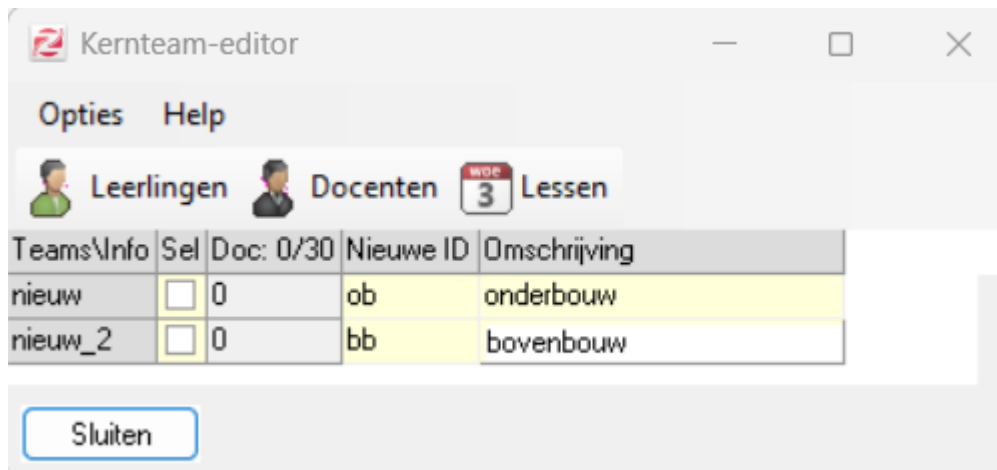 Kernteam-editor
Opties Help
Leerlingen Docenten woe 3 Lessen
Teams\Info Sel Doc: 0/30 Nieuwe ID Omschrijving
nieuw 0 ob onderbouw
nieuw_2 0 bb bovenbouw
Sluiten